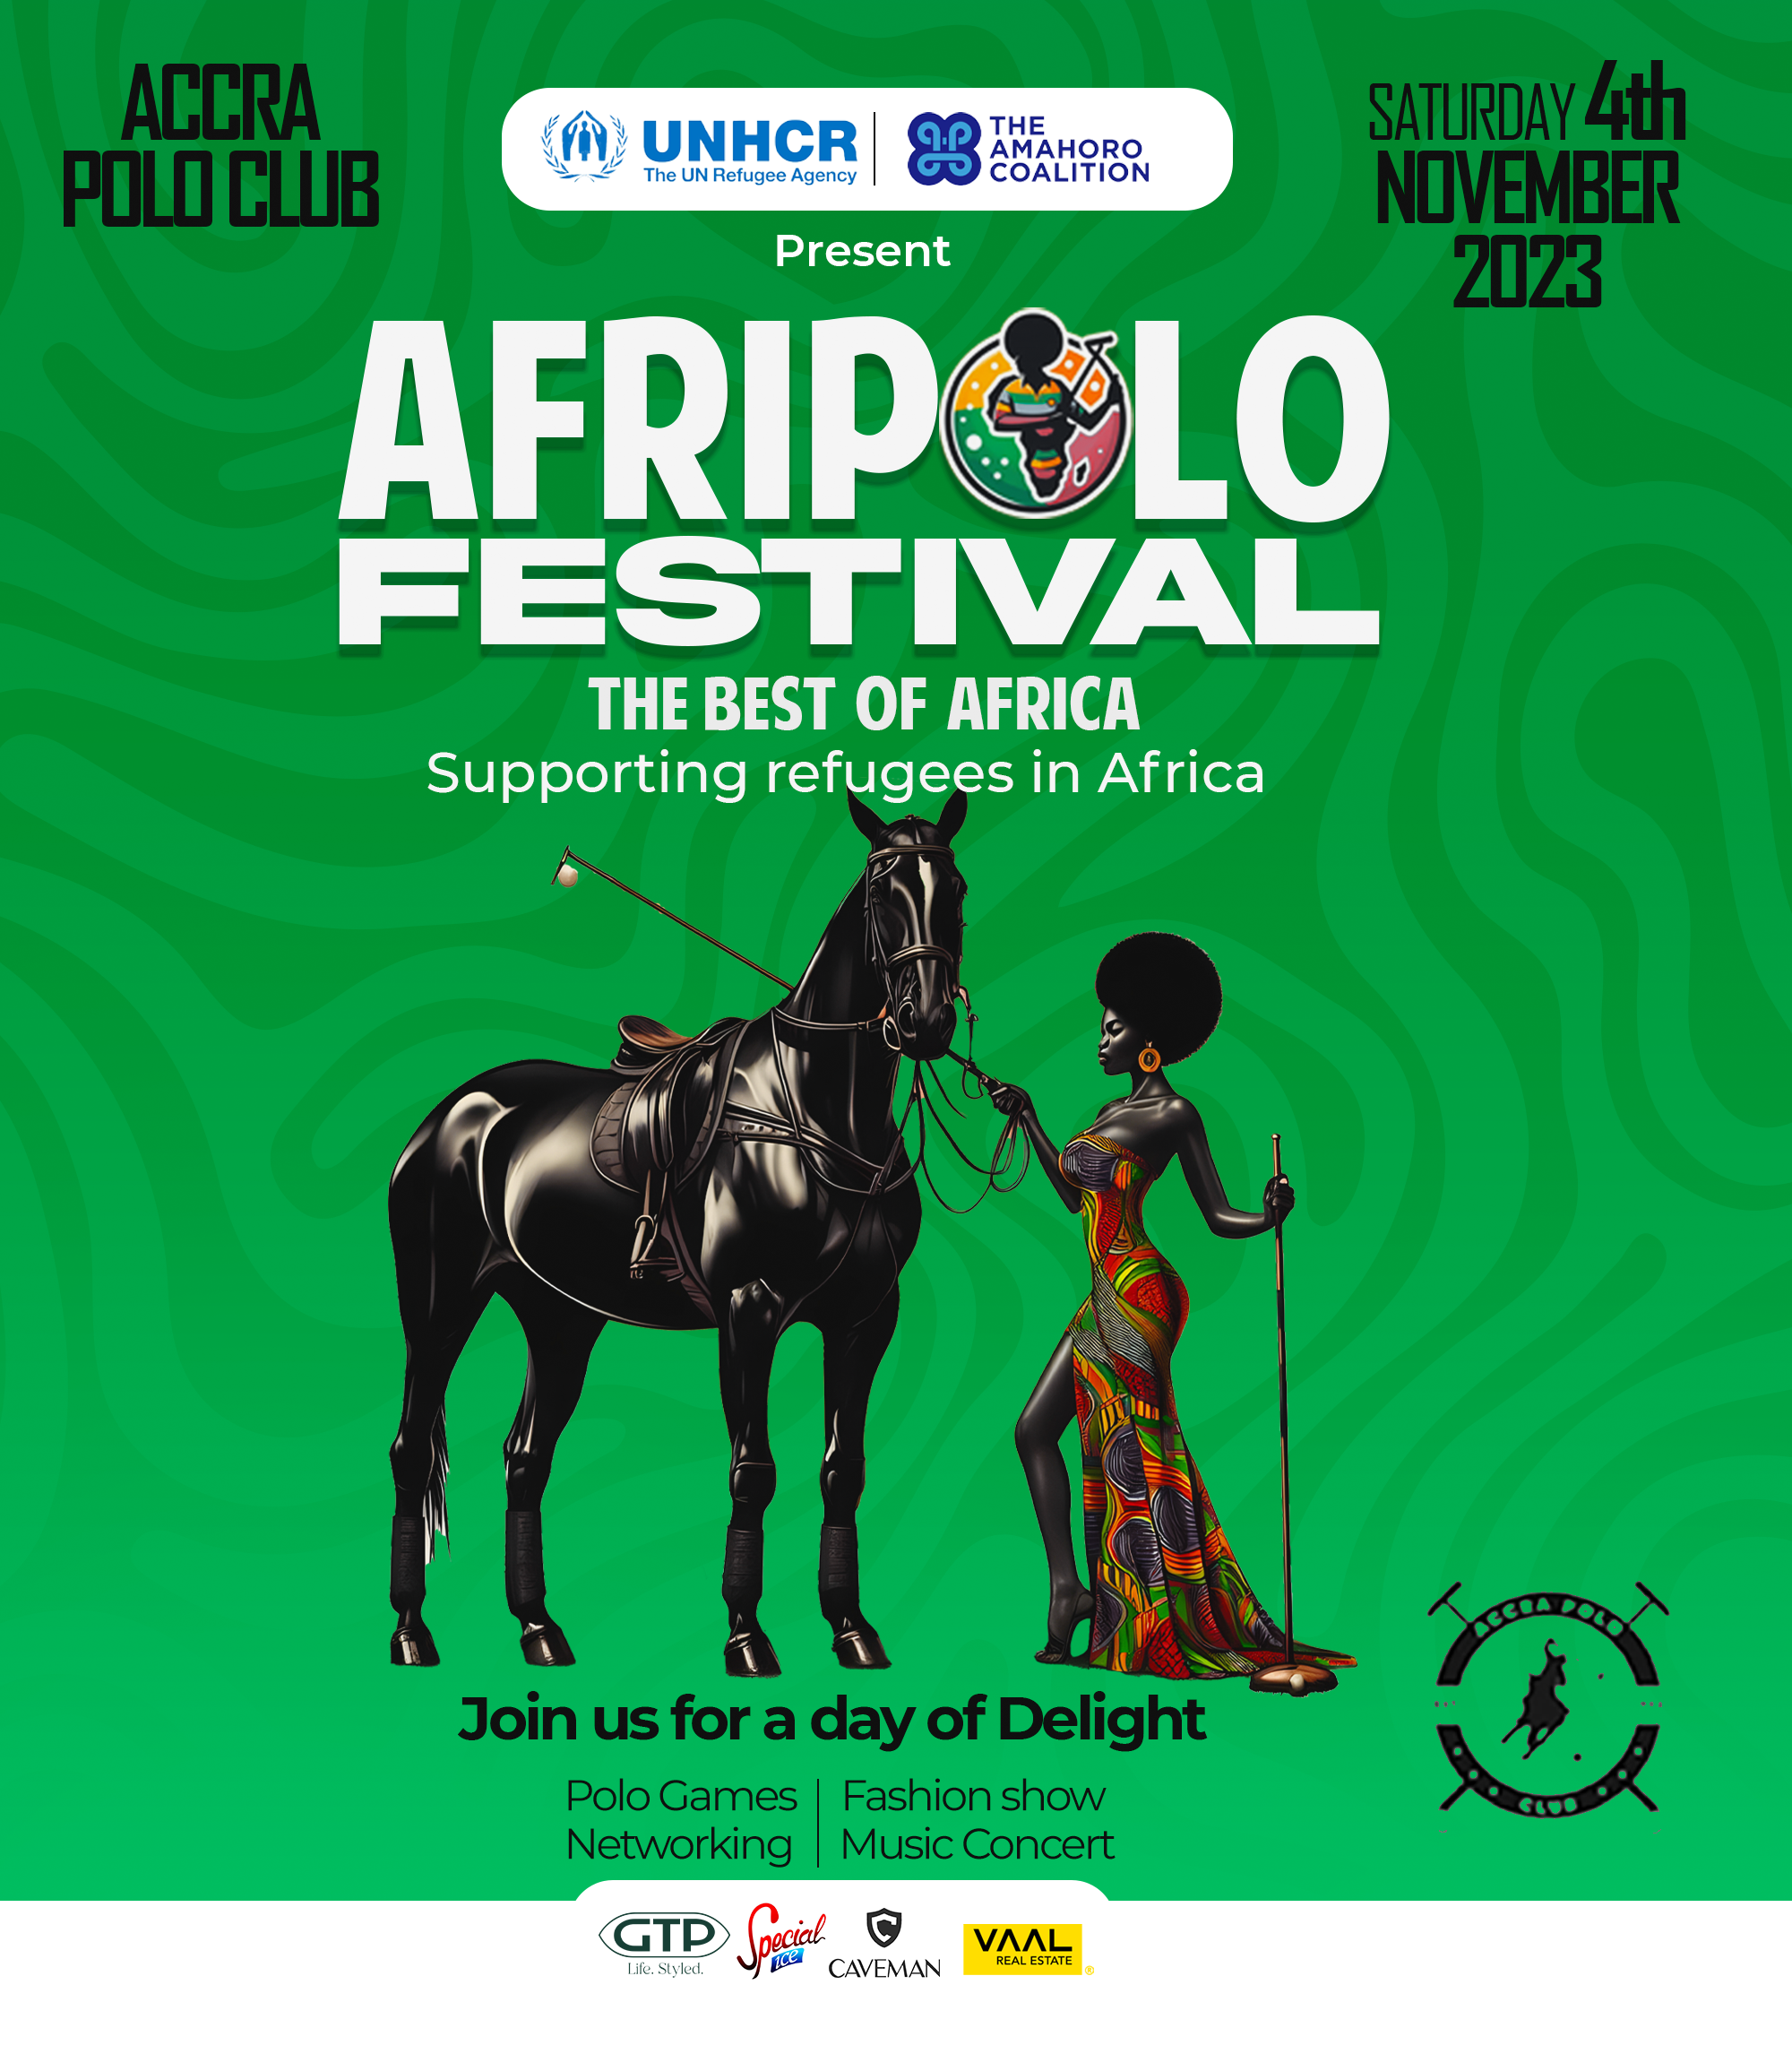 ACCRA
POLO CLUB
UNHCR
The UN Refugee Agency
THE
AMAHORO
COALITION
SATURDAY 4th
NOVEMBER
2023
Present
AFRIPOLO
FESTIVAL
THE BEST OF AFRICA
Supporting refugees in Africa
Join us for a day of Delight
Polo Games
Networking
Fashion show
Music Concert
ACCRA POLO
CLUB
GTP
Life. Styled.
Special
ice
CAVEMAN
VAAL
REAL ESTATE
®